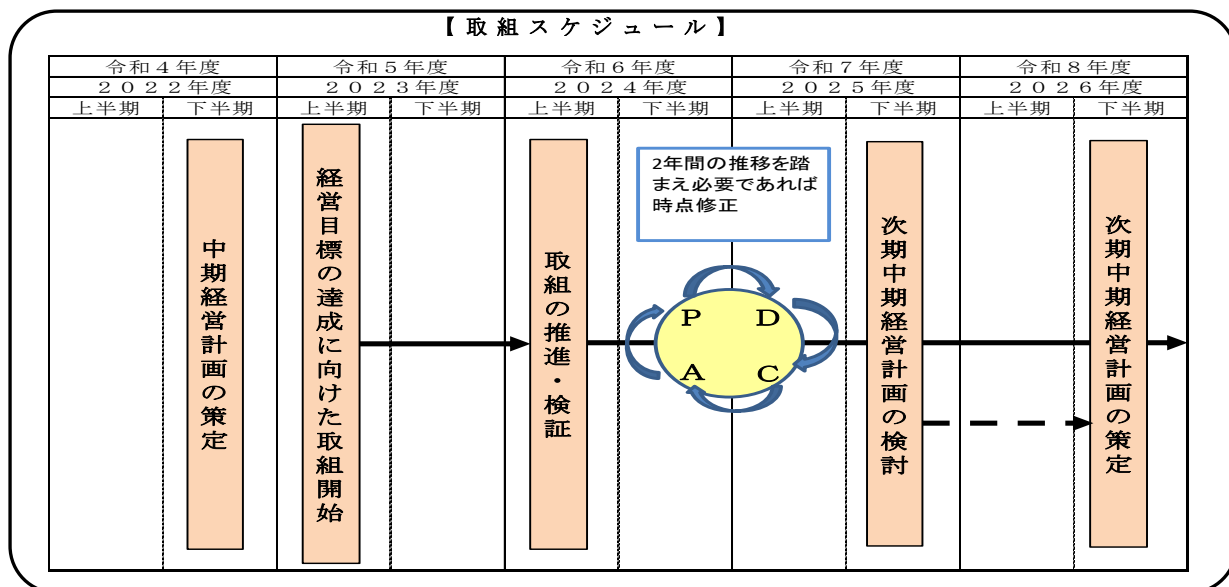 【取組スケジュール】
令和4年度 令和5年度 令和6年度 令和7年度 令和8年度
２０２２年度 ２０２３年度 ２０２４年度 ２０２５年度 ２０２６年度
上半期 下半期 上半期 下半期 上半期 下半期 上半期 下半期 上半期 下半期
中期経営計画の策定
経営目標の達成に向けた取組開始
取組の推進・検証
2年間の推移を踏
まえ必要であれば
時点修正
P D
A C
次期中期経営計画の検討
次期中期経営計画の策定